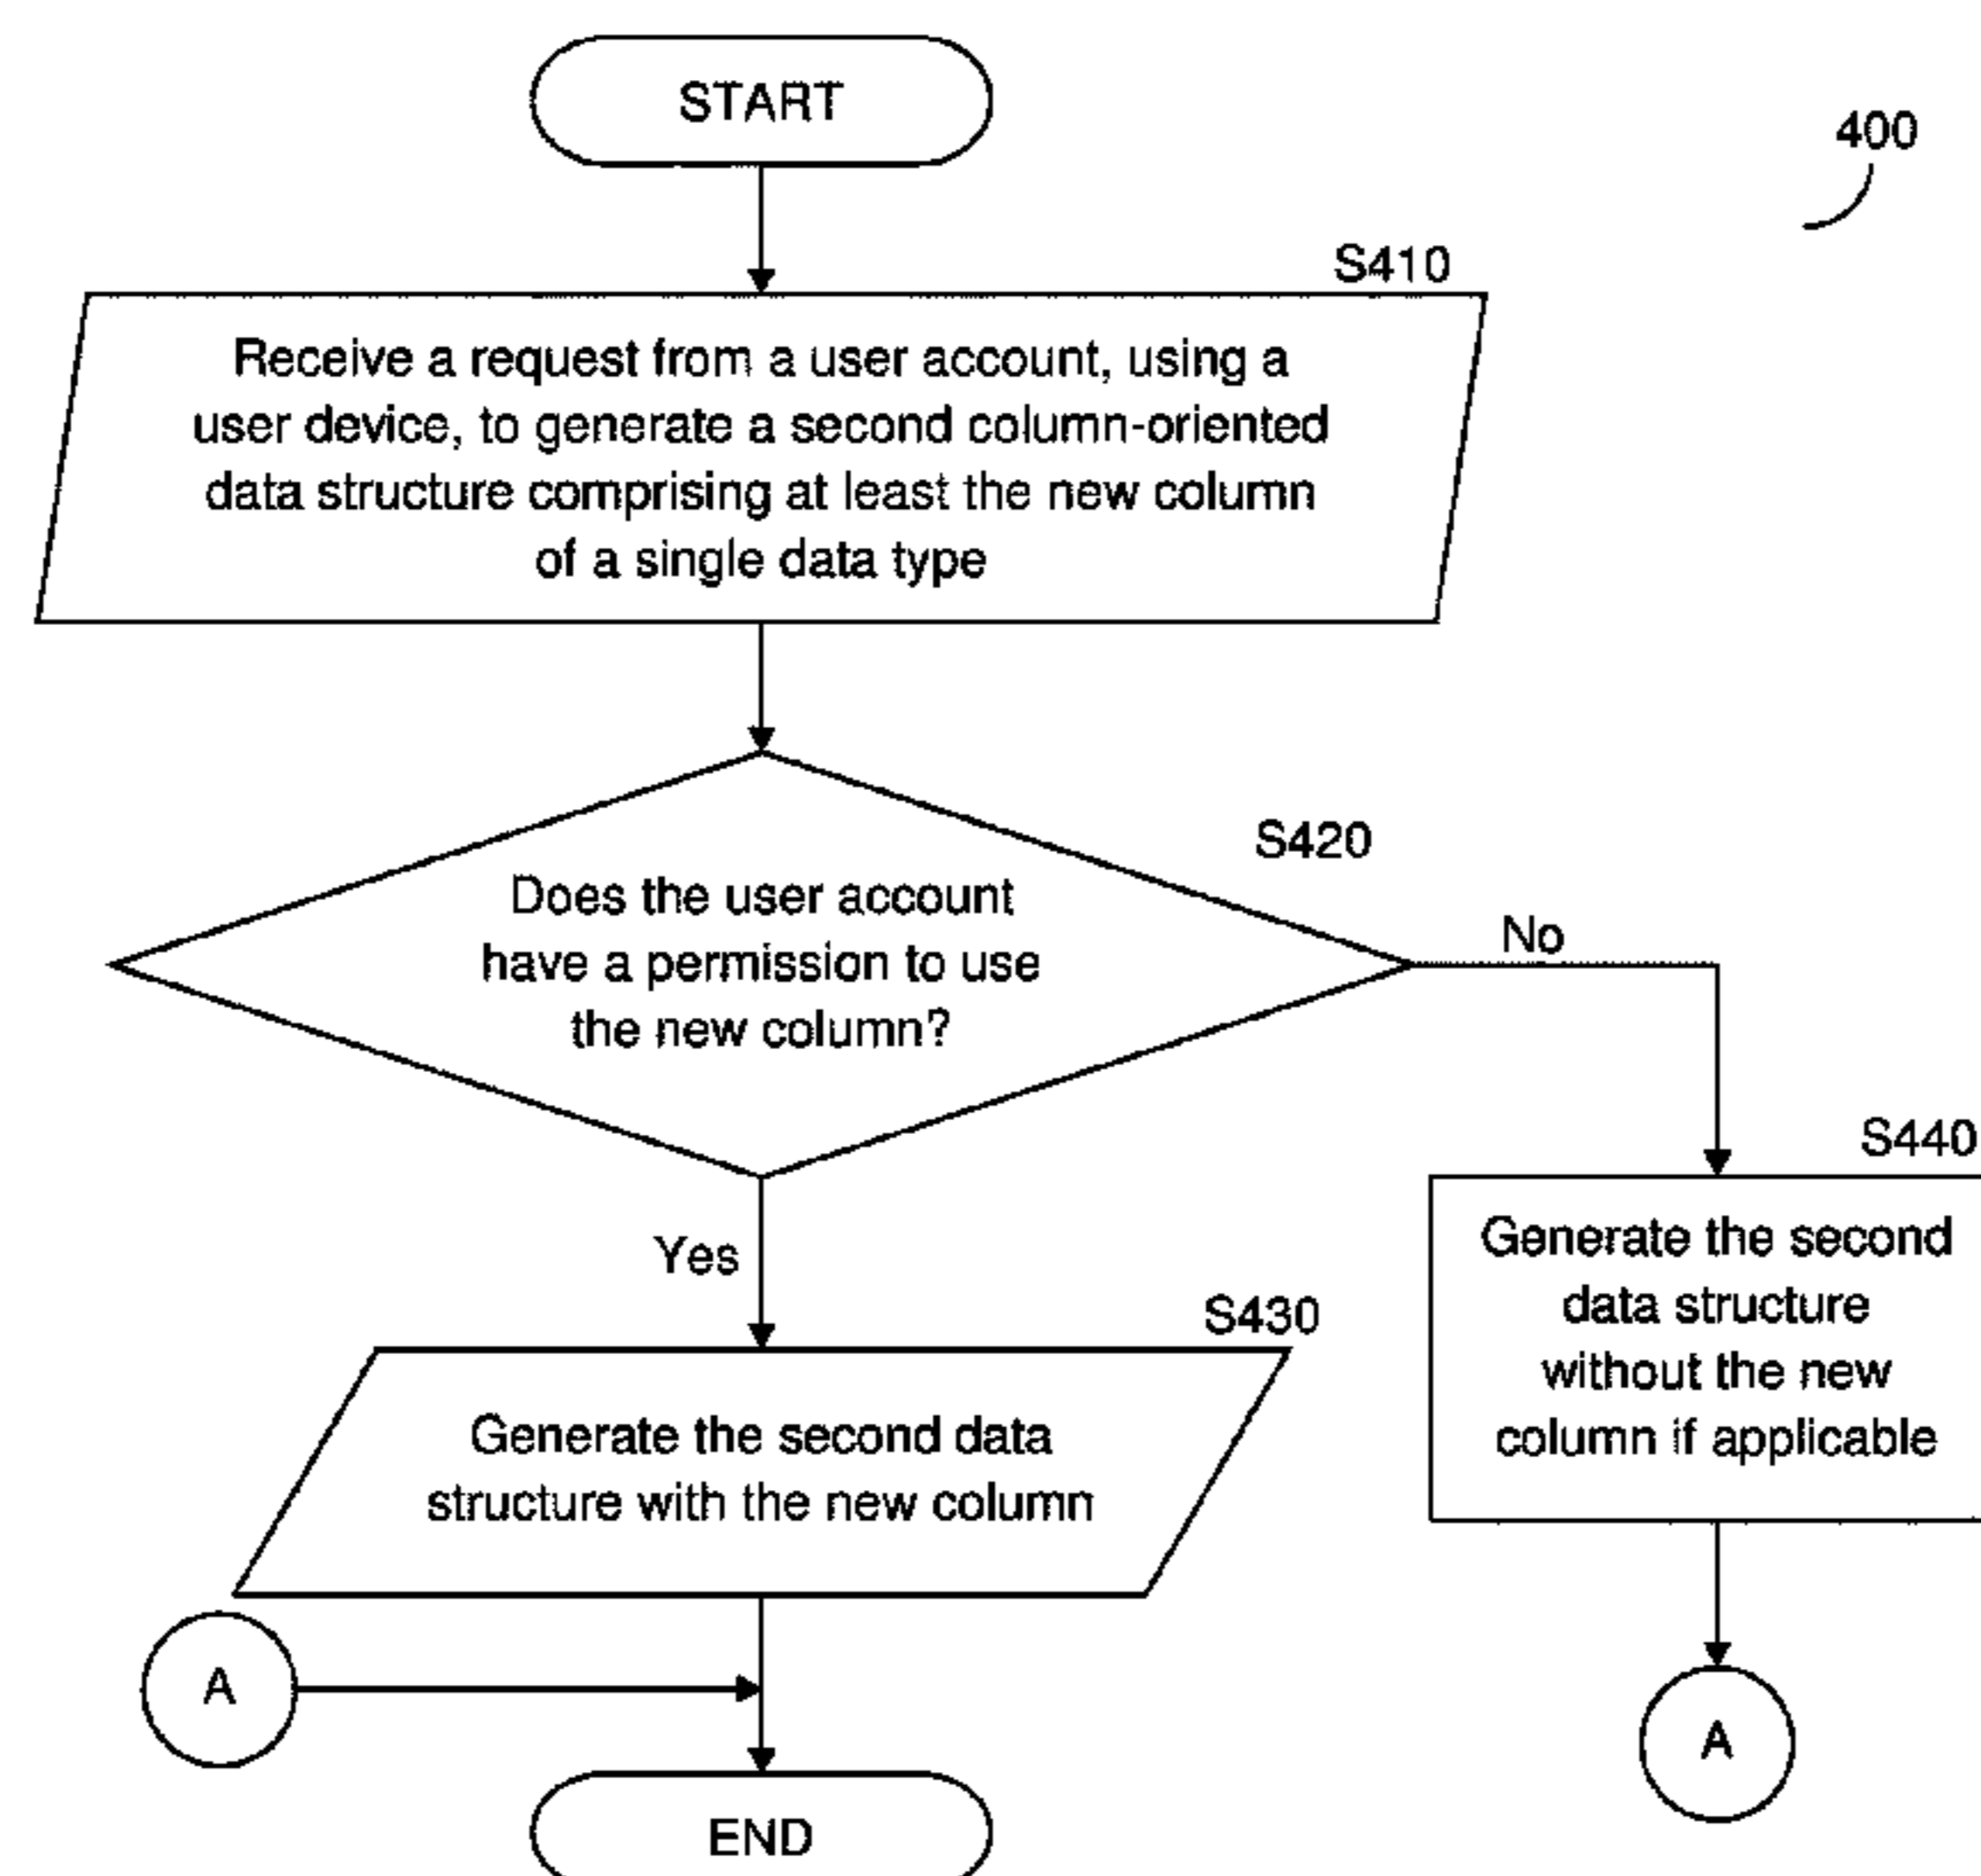 START
400
S410
Receive a request from a user account, using a
user device, to generate a second column-oriented
data structure comprising at least the new column
of a single data type
S420
Does the user account
have a permission to use
the new column?
No
Yes
S440
Generate the second
data structure
without the new
column if applicable
S430
Generate the second data
structure with the new column
A
A
END